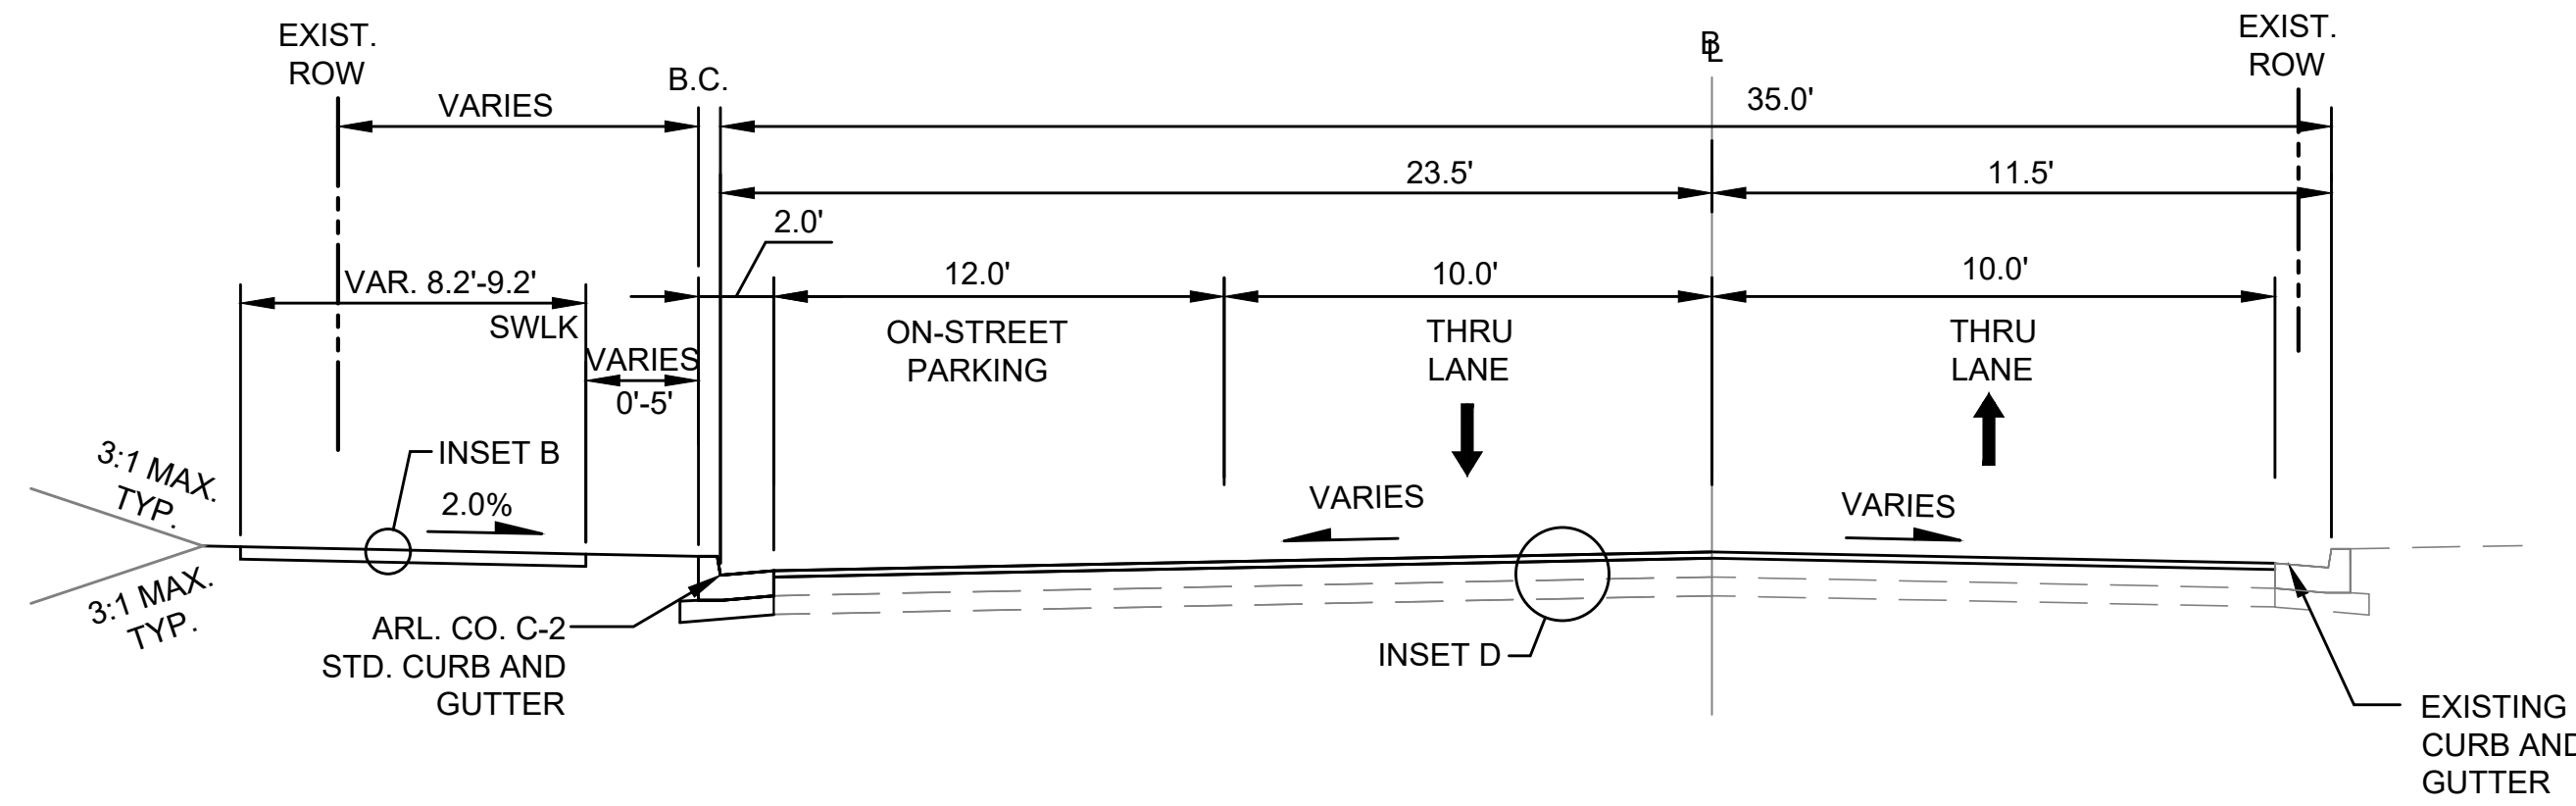 EXIST.
ROW
B.C.
BL
EXIST.
ROW
VARIES
35.0'
23.5'
11.5'
2.0'
VAR. 8.2'-9.2'
SWLK
12.0'
10.0'
10.0'
ON-STREET
PARKING
THRU
LANE
THRU
LANE
VARIES
0'-5'
3:1 MAX.
TYP.
INSET B
2.0%
VARIES
VARIES
3:1 MAX.
TYP.
ARL. CO. C-2
STD. CURB AND
GUTTER
INSET D
EXISTING
CURB AND
GUTTER